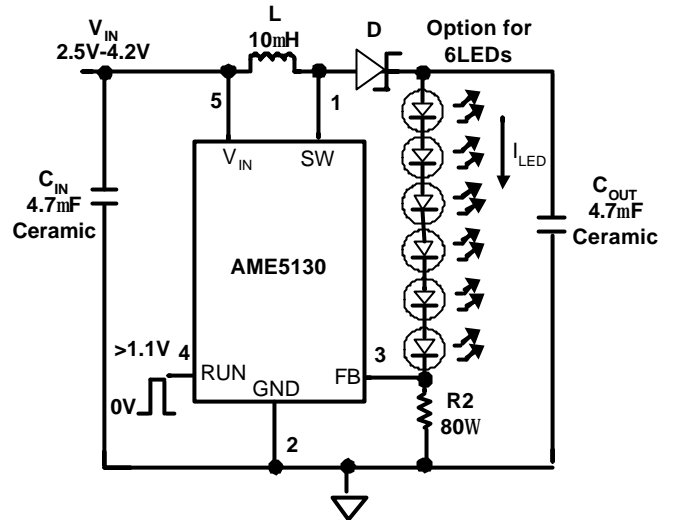 L
10mH
D
Option for
6LEDs
VIN
2.5V-4.2V
5
1
VIN
SW
ILED
CIN
4.7mF
Ceramic
COUT
4.7mF
Ceramic
AME5130
>1.1V
4
RUN
0V
GND
FB
3
2
R2
80W